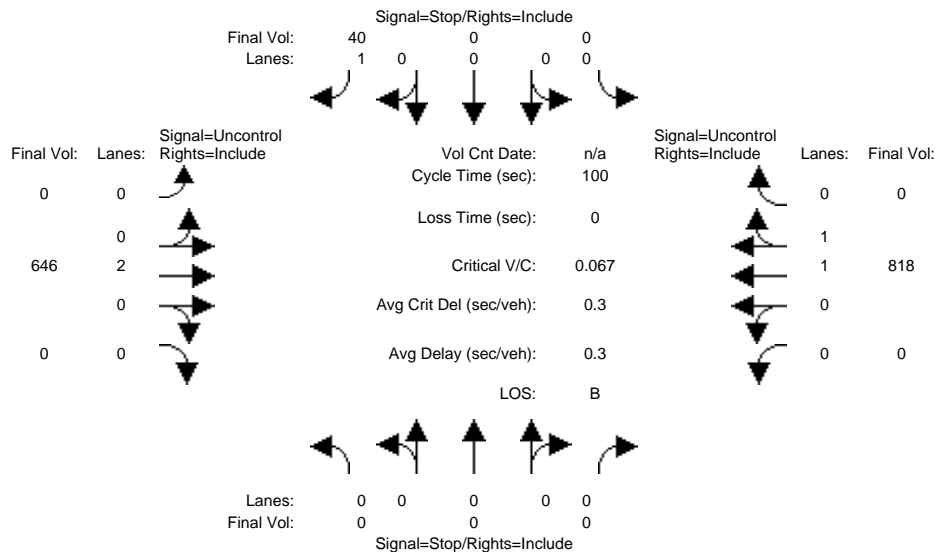 Signal=Stop/Rights=Include
Final Vol: 40 0 0
Lanes: 1 0 0 0 0
Signal=Uncontrol Signal=Uncontrol
Final Vol: Lanes: Rights=Include Vol Cnt Date: n/a Rights=Include Lanes: Final Vol:
Cycle Time (sec): 100
0 0 0 0
Loss Time (sec): 0
0 1
646 2 Critical V/C: 0.067 1 818
0 Avg Crit Del (sec/veh): 0.3 0
0 0 Avg Delay (sec/veh): 0.3 0 0
LOS: B
Lanes: 0 0 0 0 0
Final Vol: 0 0 0
Signal=Stop/Rights=Include